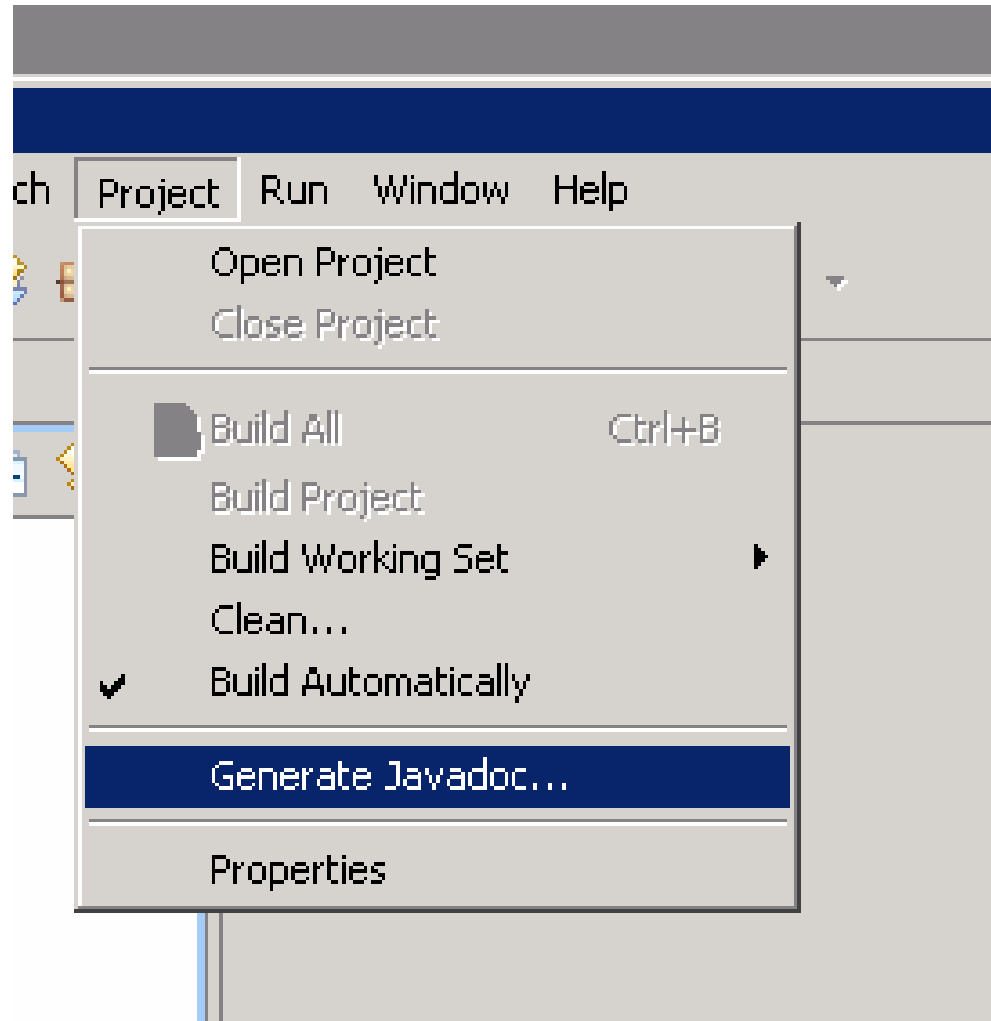 ch Project Run Window Help
Open Project
Close Project
Build All Ctrl+B
Build Project
Build Working Set
Clean...
Build Automatically
Generate Javadoc...
Properties